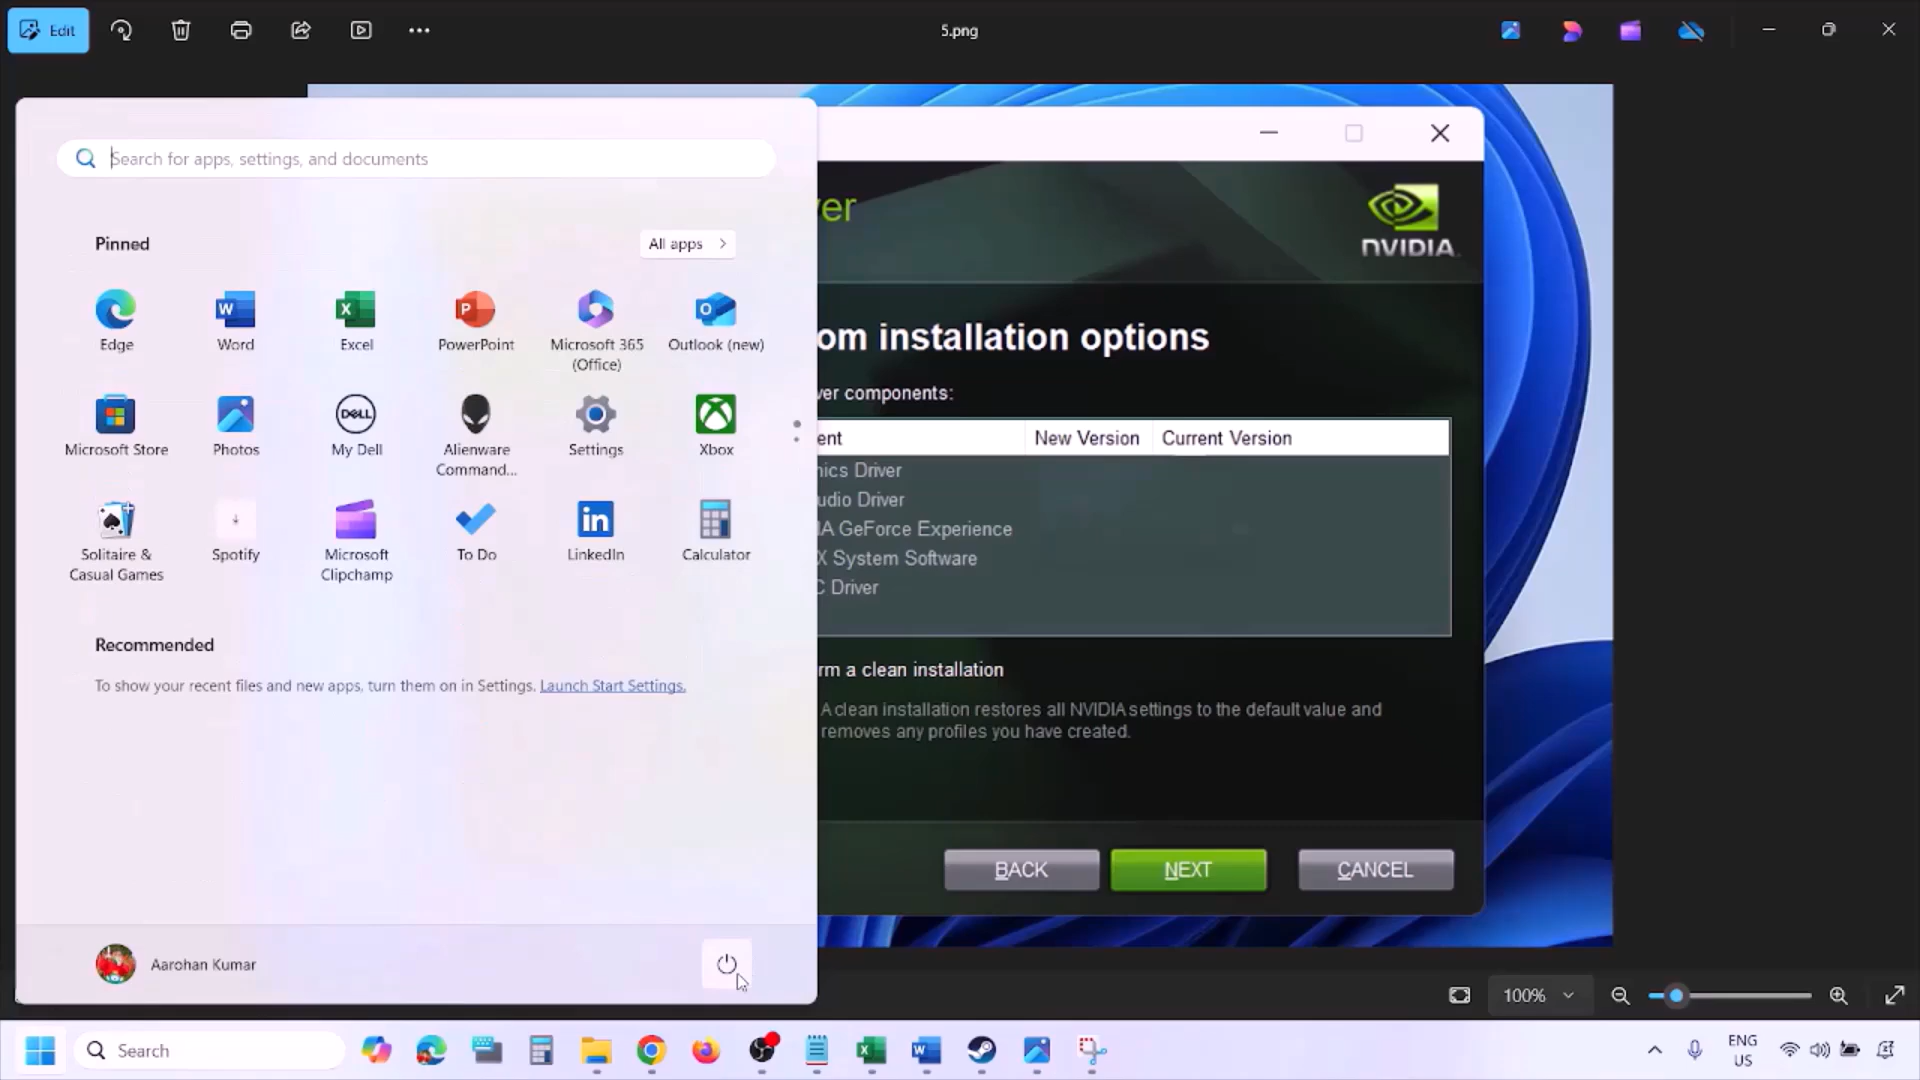 Edit
5.png
Search for apps, settings, and documents
Pinned
All apps
Edge
Word
Excel
PowerPoint
Microsoft 365
(Office)
Outlook (new)
Microsoft Store
Photos
DELL
My Dell
Alienware
Command...
Settings
Xbox
Solitaire &
Casual Games
Spotify
Microsoft
Clipchamp
To Do
LinkedIn
Calculator
Recommended
To show your recent files and new apps, turn them on in Settings. Launch Start Settings.
Aarohan Kumar
ver
NVIDIA
om installation options
ver components:
ent New Version Current Version
nics Driver
udio Driver
IA GeForce Experience
X System Software
C Driver
rm a clean installation
A clean installation restores all NVIDIA settings to the default value and
removes any profiles you have created.
BACK NEXT CANCEL
100%
Search
ENG
US